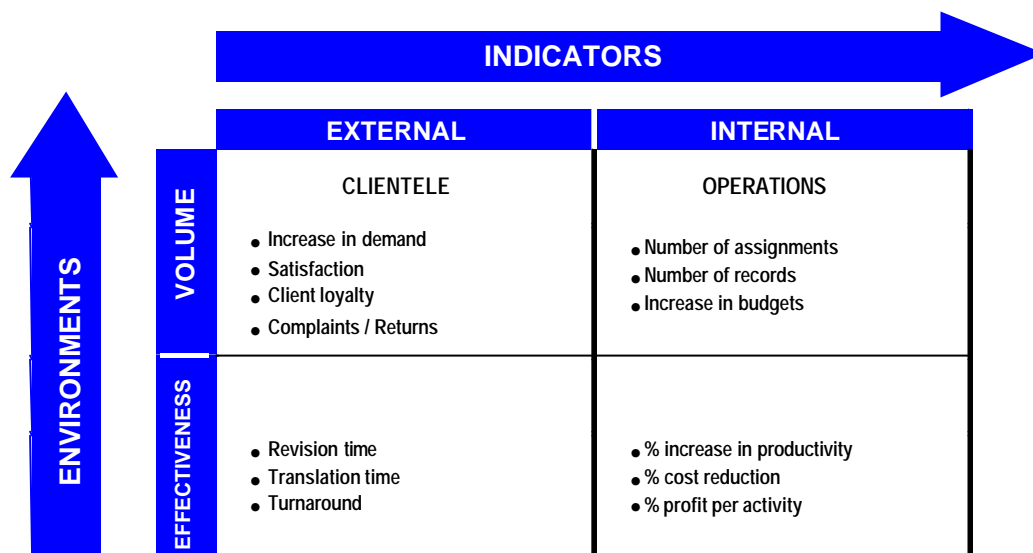 INDICATORS
EXTERNAL
INTERNAL
ENVIRONMENTS
VOLUME
CLIENTELE
• Increase in demand
• Satisfaction
• Client loyalty
• Complaints / Returns
OPERATIONS
• Number of assignments
• Number of records
• Increase in budgets
EFFECTIVENESS
• Revision time
• Translation time
• Turnaround
• % increase in productivity
• % cost reduction
• % profit per activity